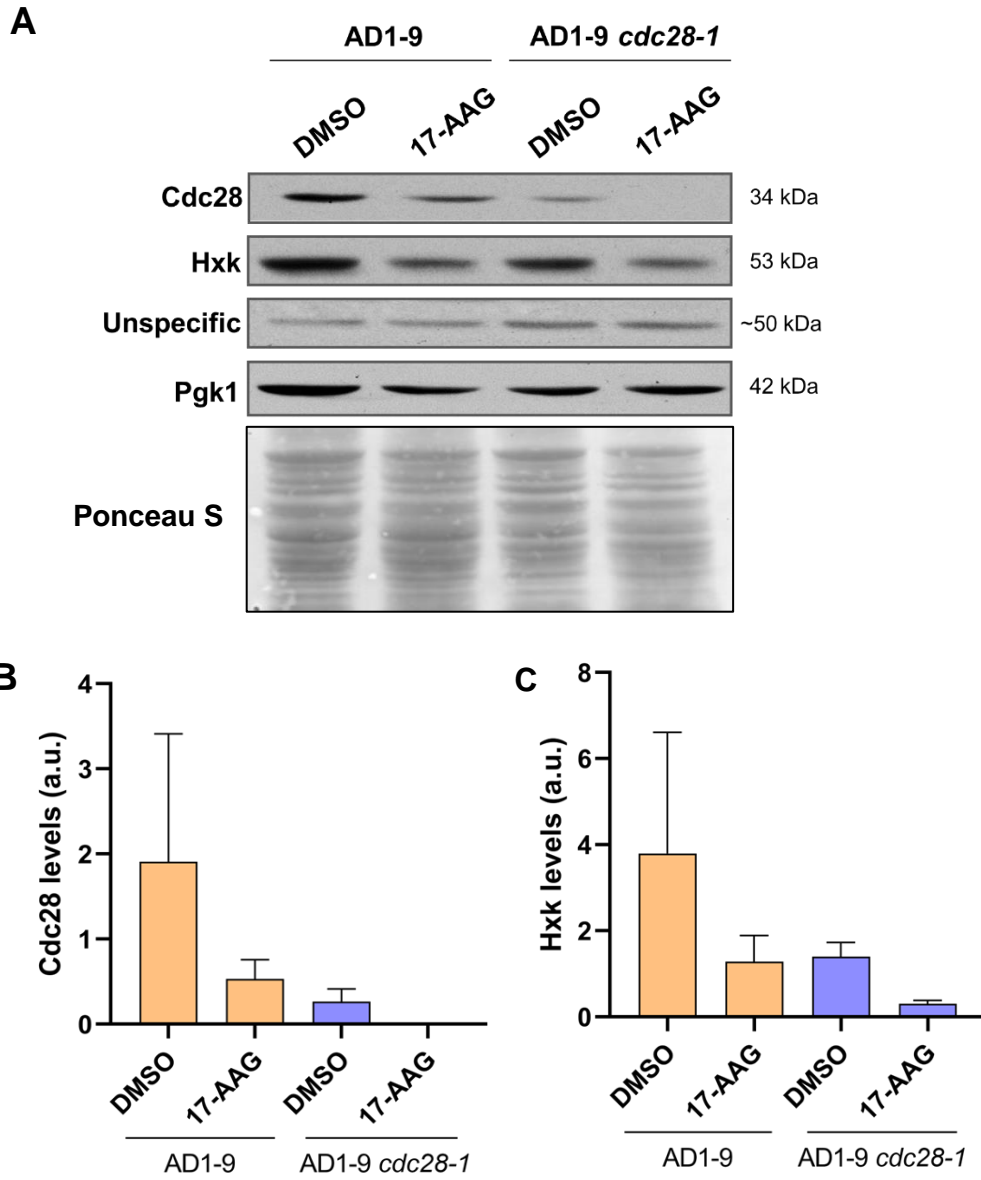 A
AD1-9 AD1-9 cdc28-1
DMSO 17-AAG DMSO 17-AAG
Cdc28 34 kDa
Hxk 53 kDa
Unspecific ~50 kDa
Pgk1 42 kDa
Ponceau S
B
Cdc28 levels (a.u.)
4
3
2
1
0
DMSO 17-AAG DMSO 17-AAG
AD1-9 AD1-9 cdc28-1
C
Hxk levels (a.u.)
8
6
4
2
0
DMSO 17-AAG DMSO 17-AAG
AD1-9 AD1-9 cdc28-1